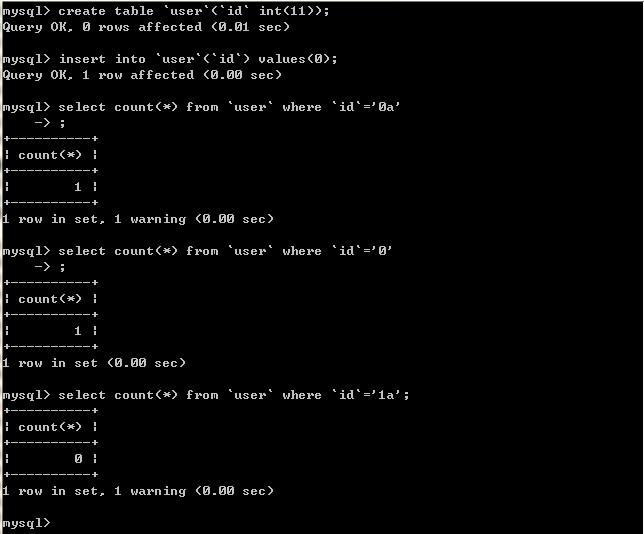 mysql> create table `user`(`id` int(11));
Query OK, 0 rows affected (0.01 sec)
mysql> insert into `user`(`id`) values(0);
Query OK, 1 row affected (0.00 sec)
mysql> select count(*) from `user` where `id`='0a'
    -> ;
+----------+
| count(*) |
+----------+
|        1 |
+----------+
1 row in set, 1 warning (0.00 sec)
mysql> select count(*) from `user` where `id`='0'
    -> ;
+----------+
| count(*) |
+----------+
|        1 |
+----------+
1 row in set (0.00 sec)
mysql> select count(*) from `user` where `id`='1a';
+----------+
| count(*) |
+----------+
|        0 |
+----------+
1 row in set, 1 warning (0.00 sec)
mysql>